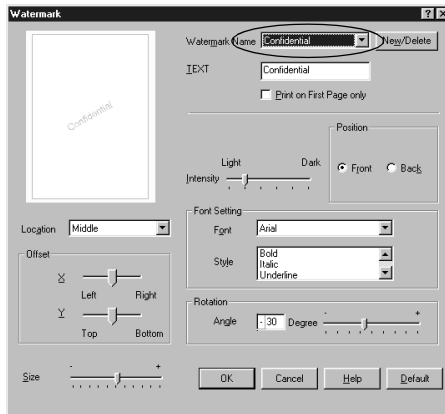 Watermark
Confidential
Watermark Name Confidential New/Delete
TEXT Confidential
Print on First Page only
Position
Light Dark
Intensity
Front Back
Location Middle
Font Setting
Font Arial
Style Bold
Italic
Underline
Offset
X
Left Right
Y
Top Bottom
Rotation
Angle - 30 Degree - +
Size - +
OK Cancel Help Default